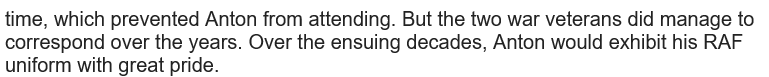 time, which prevented Anton from attending. But the two war veterans did manage to
correspond over the years. Over the ensuing decades, Anton would exhibit his RAF
uniform with great pride.